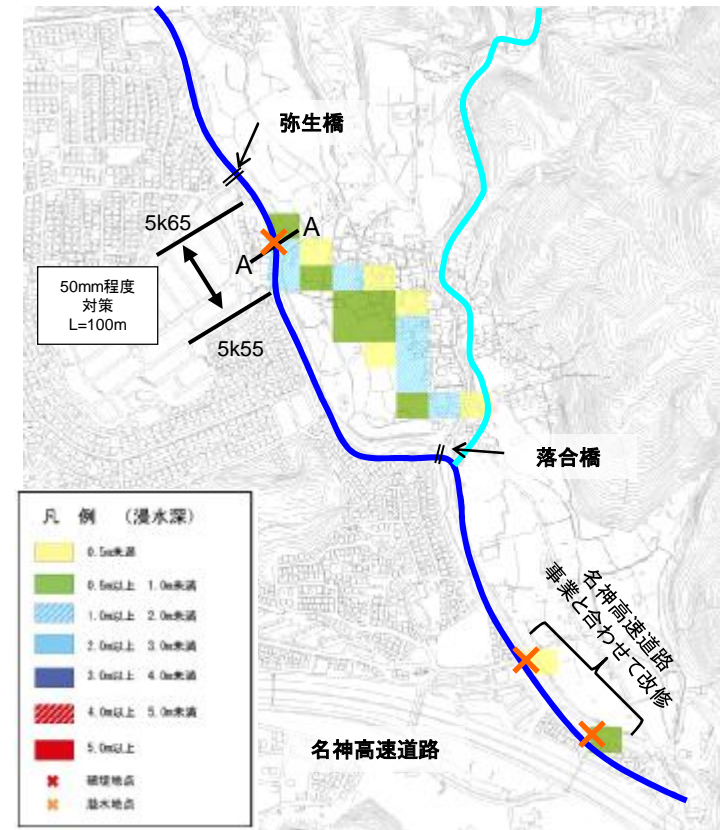 弥生橋
5k65
A
A
50mm程度
対策
L=100m
5k55
落合橋
名神高速道路
事業と合わせて改修
名神高速道路
凡 例 (浸水深)
0.5m未満
0.5m以上 1.0m未満
1.0m以上 2.0m未満
2.0m以上 3.0m未満
3.0m以上 4.0m未満
4.0m以上 5.0m未満
5.0m以上
破堤地点
溢水地点